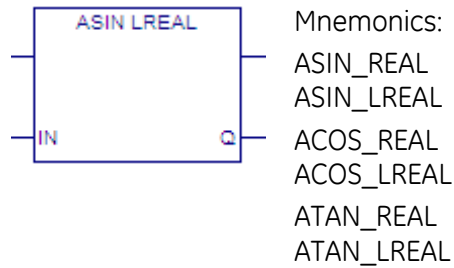 ASIN LREAL
IN Q
Mnemonics:
ASIN_REAL
ASIN_LREAL
ACOS_REAL
ACOS_LREAL
ATAN_REAL
ATAN_LREAL